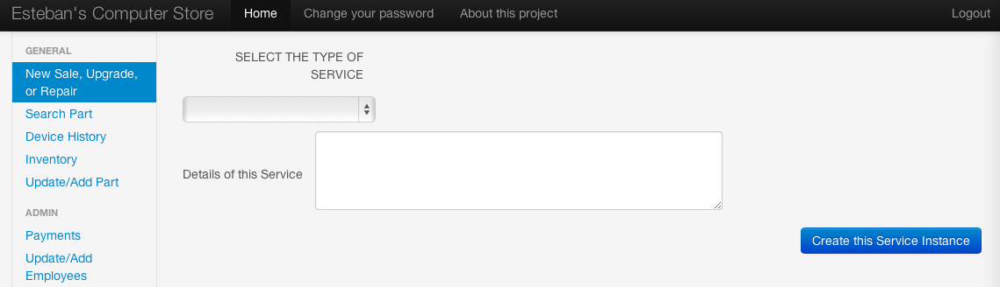 Esteban's Computer Store Home Change your password About this project Logout
GENERAL
New Sale, Upgrade,
or Repair
Search Part
Device History
Inventory
Update/Add Part
ADMIN
Payments
Update/Add
Employees
SELECT THE TYPE OF
SERVICE
Details of this Service
Create this Service Instance